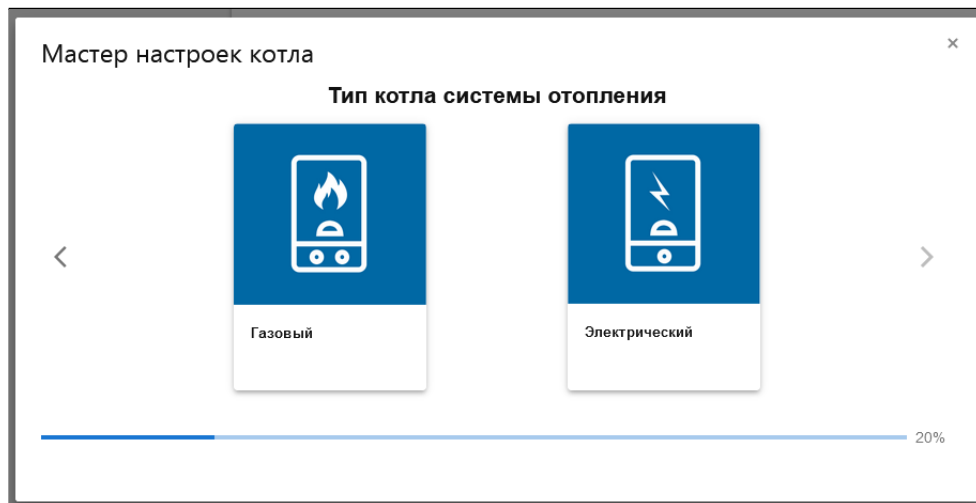 Мастер настроек котла
×
Тип котла системы отопления
Газовый
Электрический
20%